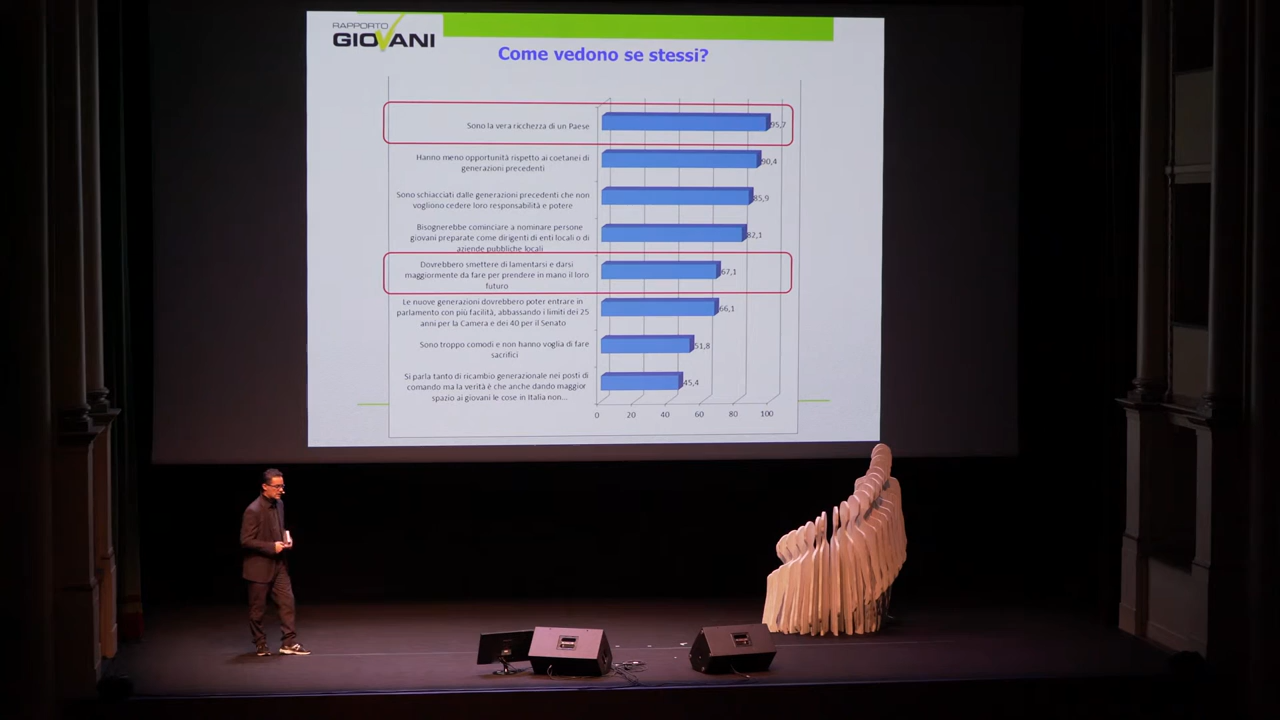 RAPPORTO
GIOVANI
Come vedono se stessi?
Sono la vera ricchezza di un Paese
95,7
Hanno meno opportunità rispetto ai coetanei di
generazioni precedenti
90,4
Sono schiacciati dalle generazioni precedenti che non
vogliono cedere loro responsabilità e potere
85,9
Bisognerebbe cominciare a nominare persone
giovani preparate come dirigenti di enti locali o di
aziende pubbliche locali
82,1
Dovrebbero smettere di lamentarsi e darsi
maggiormente da fare per prendere in mano il loro
futuro
67,1
Le nuove generazioni dovrebbero poter entrare in
parlamento con più facilità, abbassando i limiti dei 25
anni per la Camera e dei 40 per il Senato
66,1
Sono troppo comodi e non hanno voglia di fare
sacrifici
51,8
Si parla tanto di ricambio generazionale nei posti di
comando ma la verità è che anche dando maggior
spazio ai giovani le cose in Italia non...
45,4
0 20 40 60 80 100